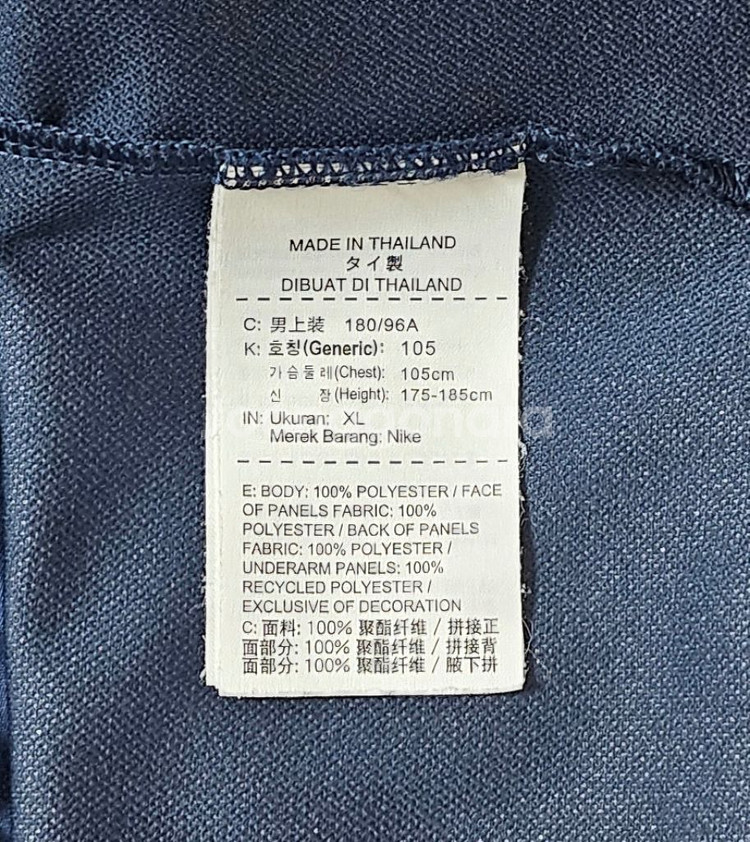 MADE IN THAILAND
タイ製
DIBUAT DI THAILAND
C: 男上装 180/96A
K: 호칭(Generic): 105
가슴둘레(Chest): 105cm
신 장(Height): 175-185cm
IN: Ukuran: XL
Merek Barang: Nike
E: BODY: 100% POLYESTER / FACE
OF PANELS FABRIC: 100%
POLYESTER / BACK OF PANELS
FABRIC: 100% POLYESTER /
UNDERARM PANELS: 100%
RECYCLED POLYESTER /
EXCLUSIVE OF DECORATION
C: 面料: 100% 聚酯纤维 / 拼接正
面部分: 100% 聚酯纤维 / 拼接背
面部分: 100% 聚酯纤维 / 腋下拼